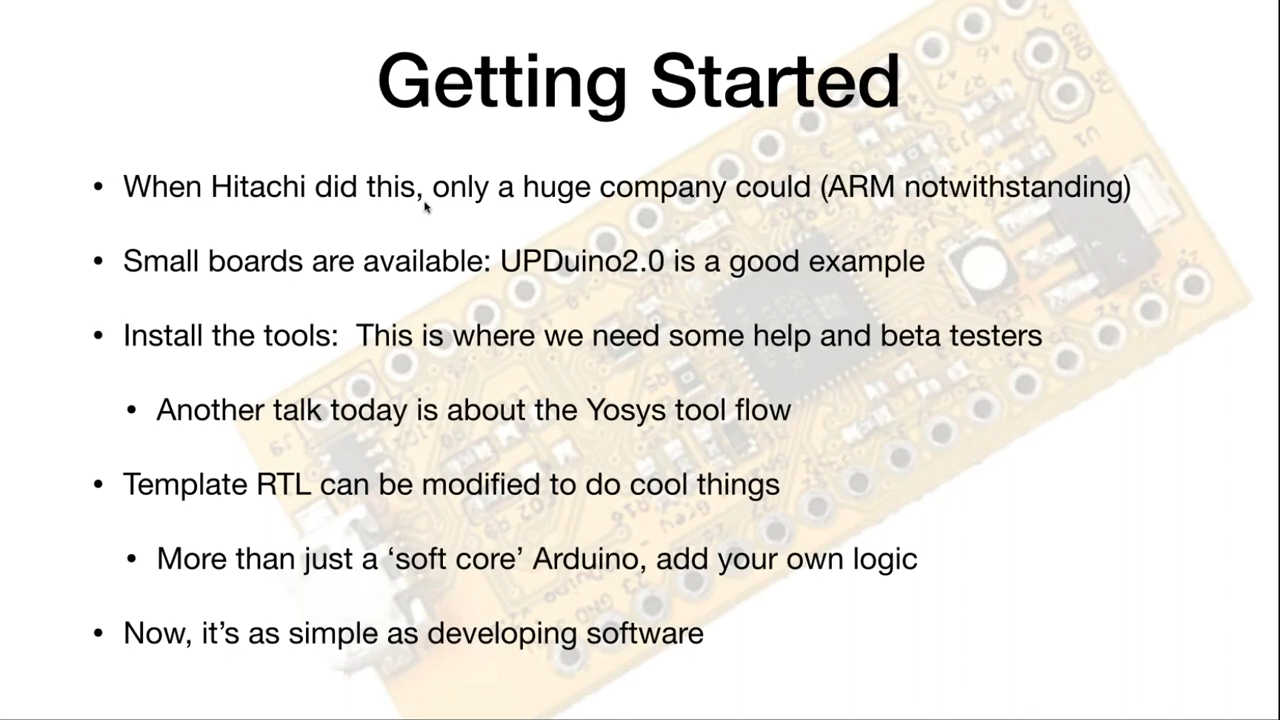 Getting Started
• When Hitachi did this, only a huge company could (ARM notwithstanding)
• Small boards are available: UPDuino2.0 is a good example
• Install the tools:  This is where we need some help and beta testers
• Another talk today is about the Yosys tool flow
• Template RTL can be modified to do cool things
• More than just a ‘soft core’ Arduino, add your own logic
• Now, it’s as simple as developing software